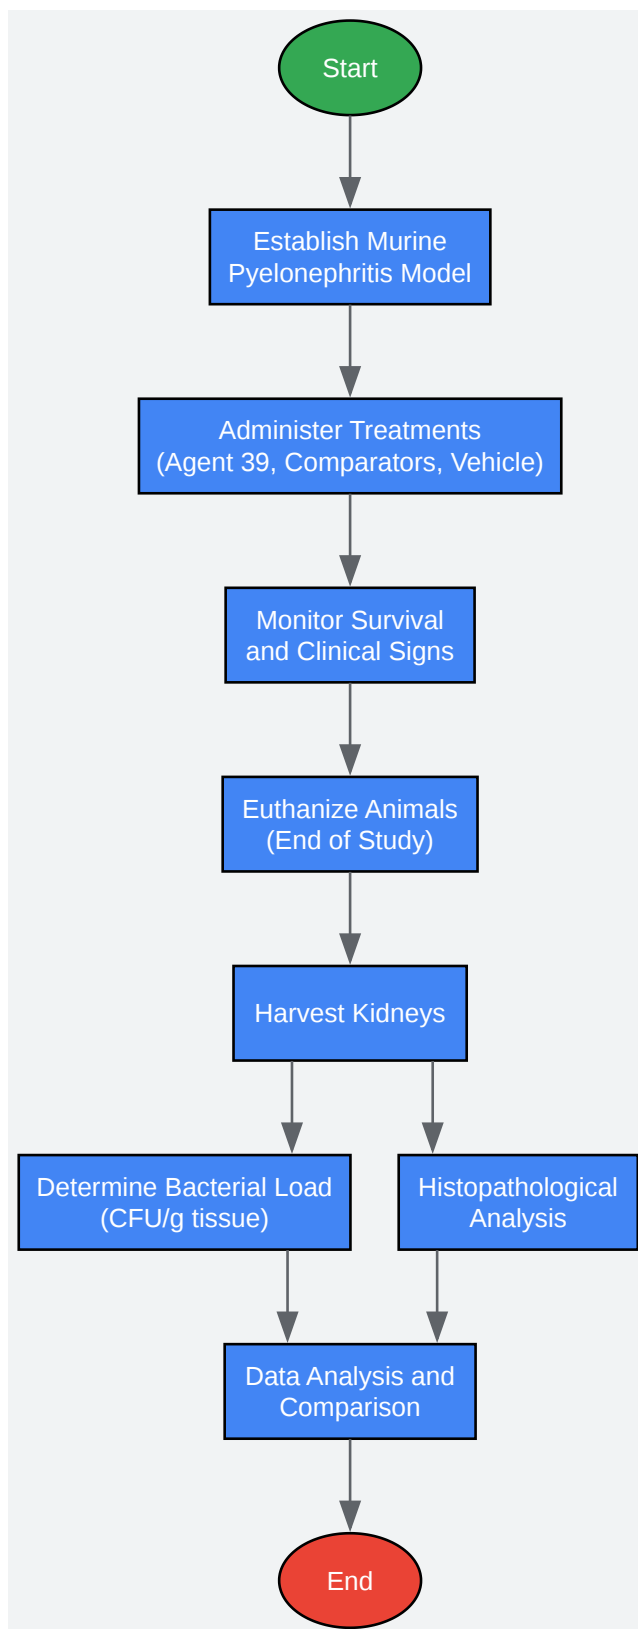 Start
Establish Murine
Pyelonephritis Model
Administer Treatments
(Agent 39, Comparators, Vehicle)
Monitor Survival
and Clinical Signs
Euthanize Animals
(End of Study)
Harvest Kidneys
Determine Bacterial Load
(CFU/g tissue)
Histopathological
Analysis
Data Analysis and
Comparison
End